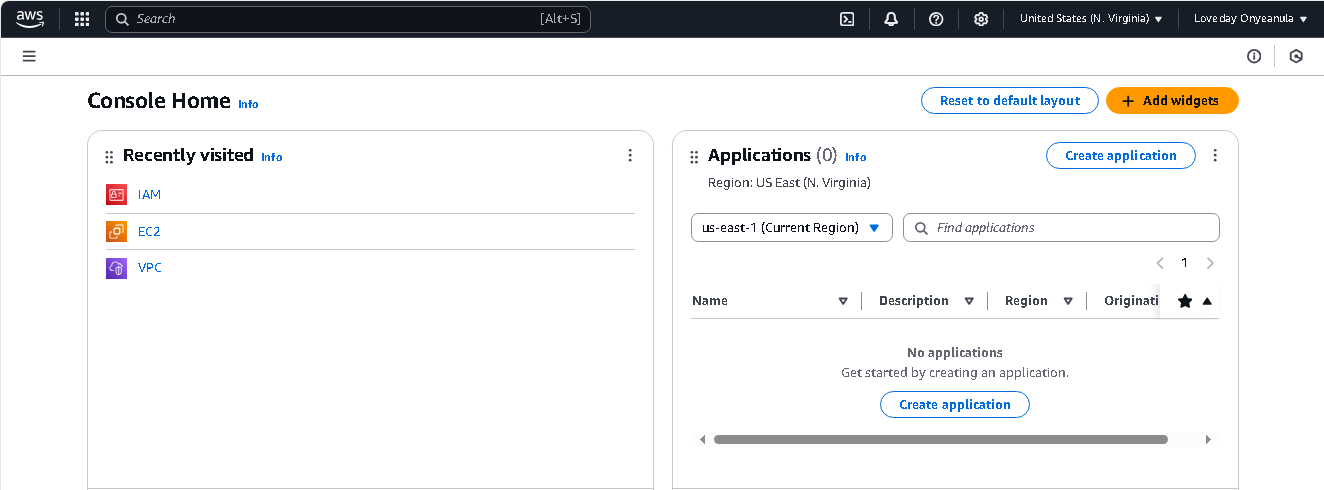 aws
Search [Alt+S]
United States (N. Virginia)
Loveday Onyeanula
Console Home Info
Reset to default layout
+ Add widgets
Recently visited Info
IAM
EC2
VPC
Applications (0) Info
Create application
Region: US East (N. Virginia)
us-east-1 (Current Region)
Find applications
1
Name Description Region Originati
No applications
Get started by creating an application.
Create application